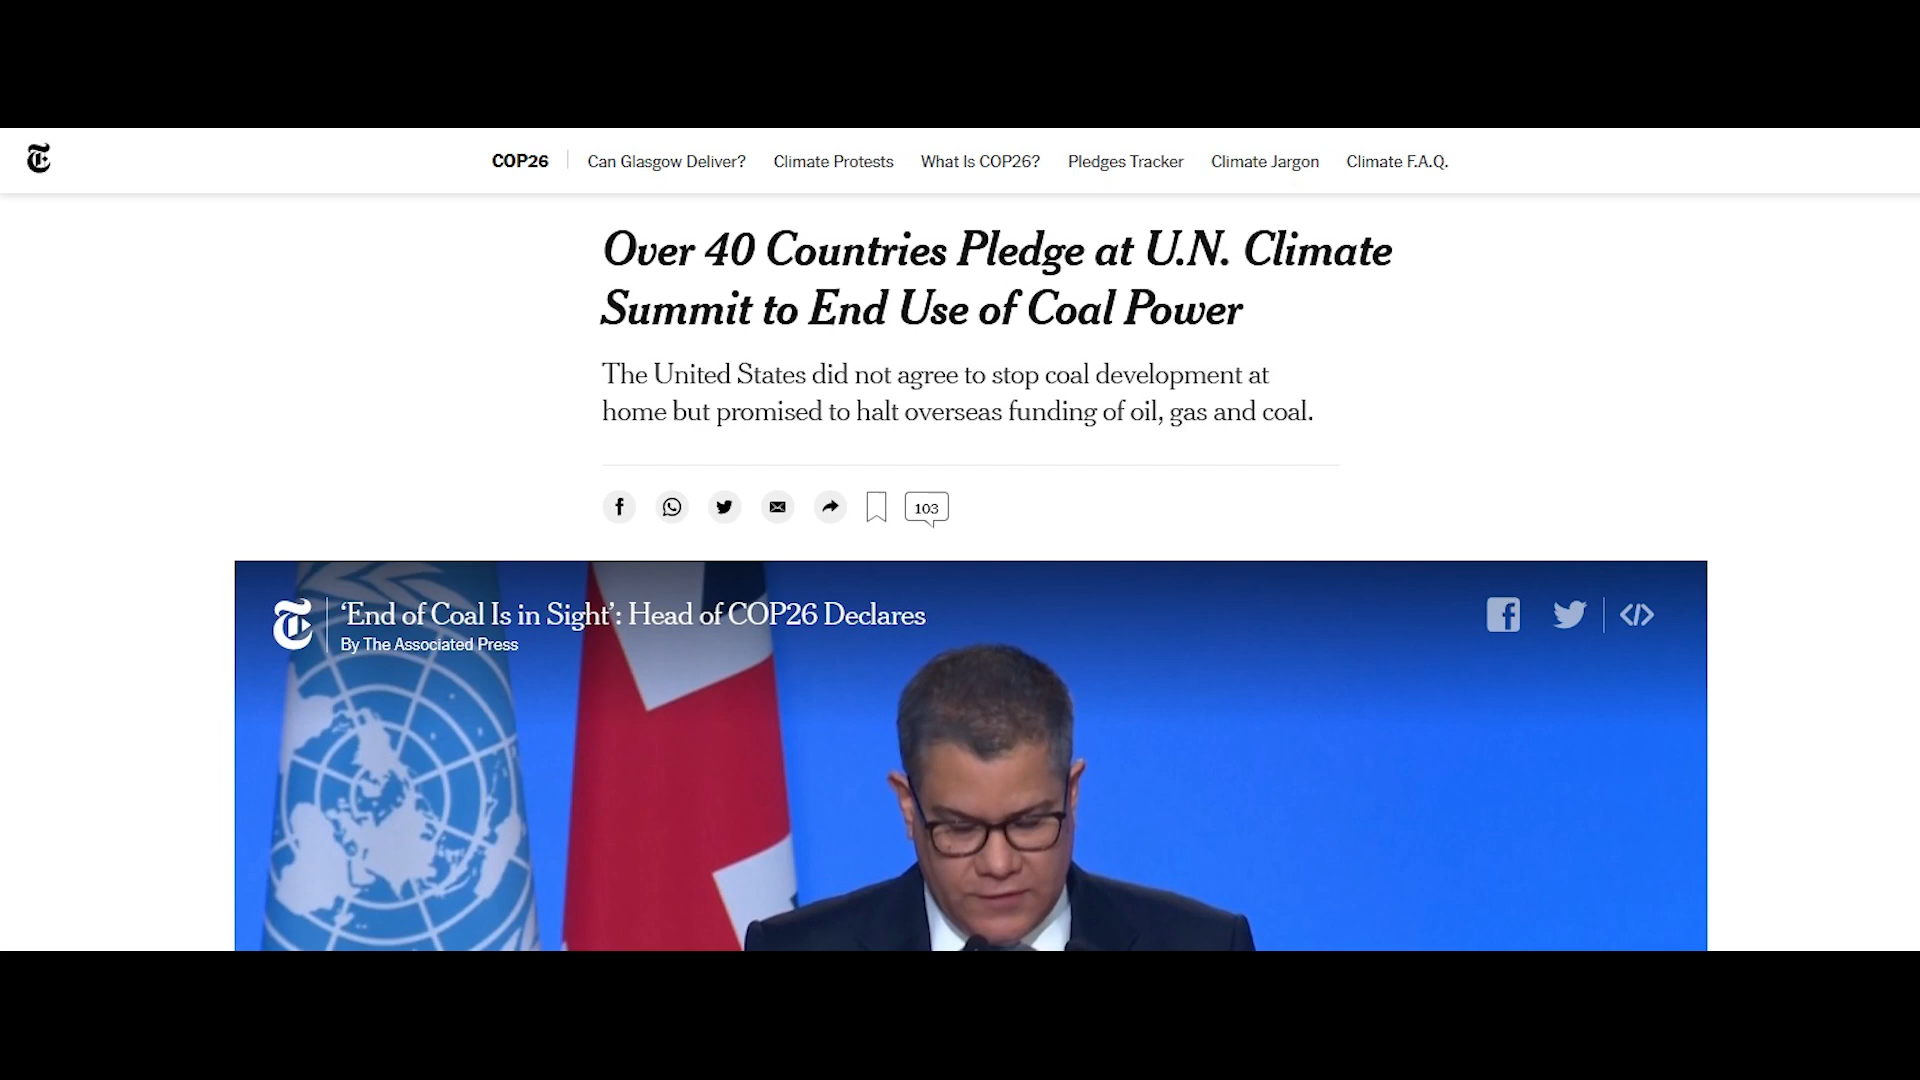 COP26 Can Glasgow Deliver? Climate Protests What Is COP26? Pledges Tracker Climate Jargon Climate F.A.Q.
Over 40 Countries Pledge at U.N. Climate
Summit to End Use of Coal Power
The United States did not agree to stop coal development at
home but promised to halt overseas funding of oil, gas and coal.
103
‘End of Coal Is in Sight’: Head of COP26 Declares
By The Associated Press